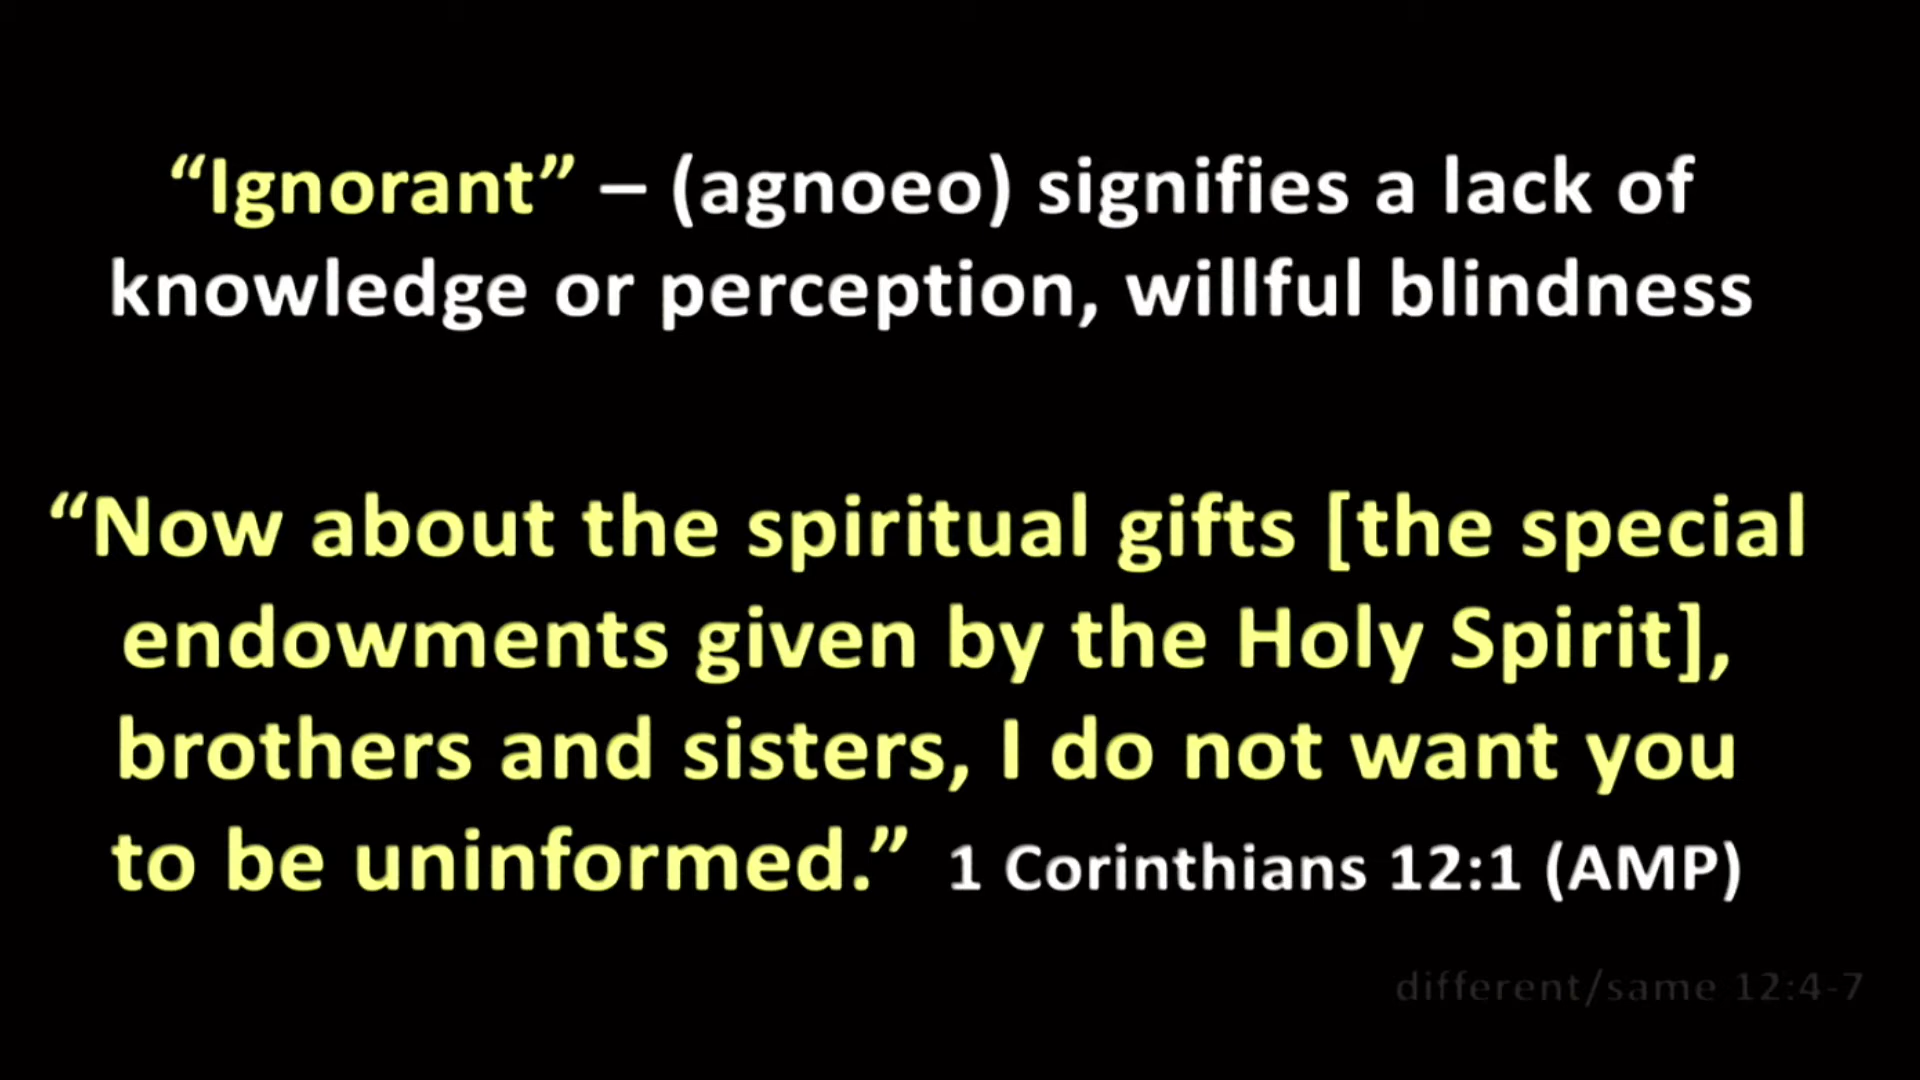 “Ignorant” – (agnoeo) signifies a lack of
knowledge or perception, willful blindness
“Now about the spiritual gifts [the special
endowments given by the Holy Spirit],
brothers and sisters, I do not want you
to be uninformed.” 1 Corinthians 12:1 (AMP)
different/same 12:4-7